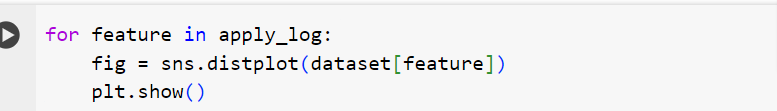 for feature in apply_log:
    fig = sns.distplot(dataset[feature])
    plt.show()